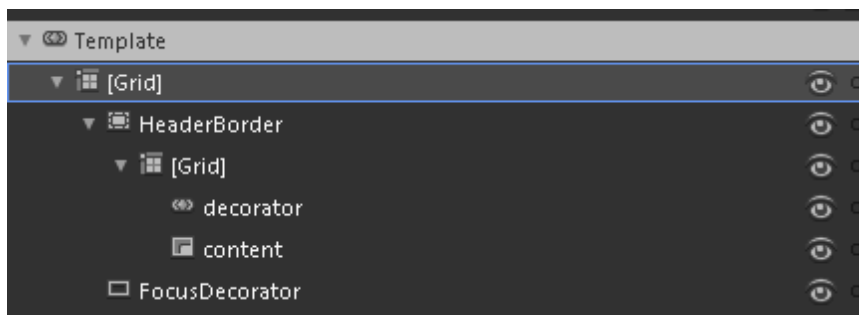 Template
[Grid]
HeaderBorder
[Grid]
decorator
content
FocusDecorator